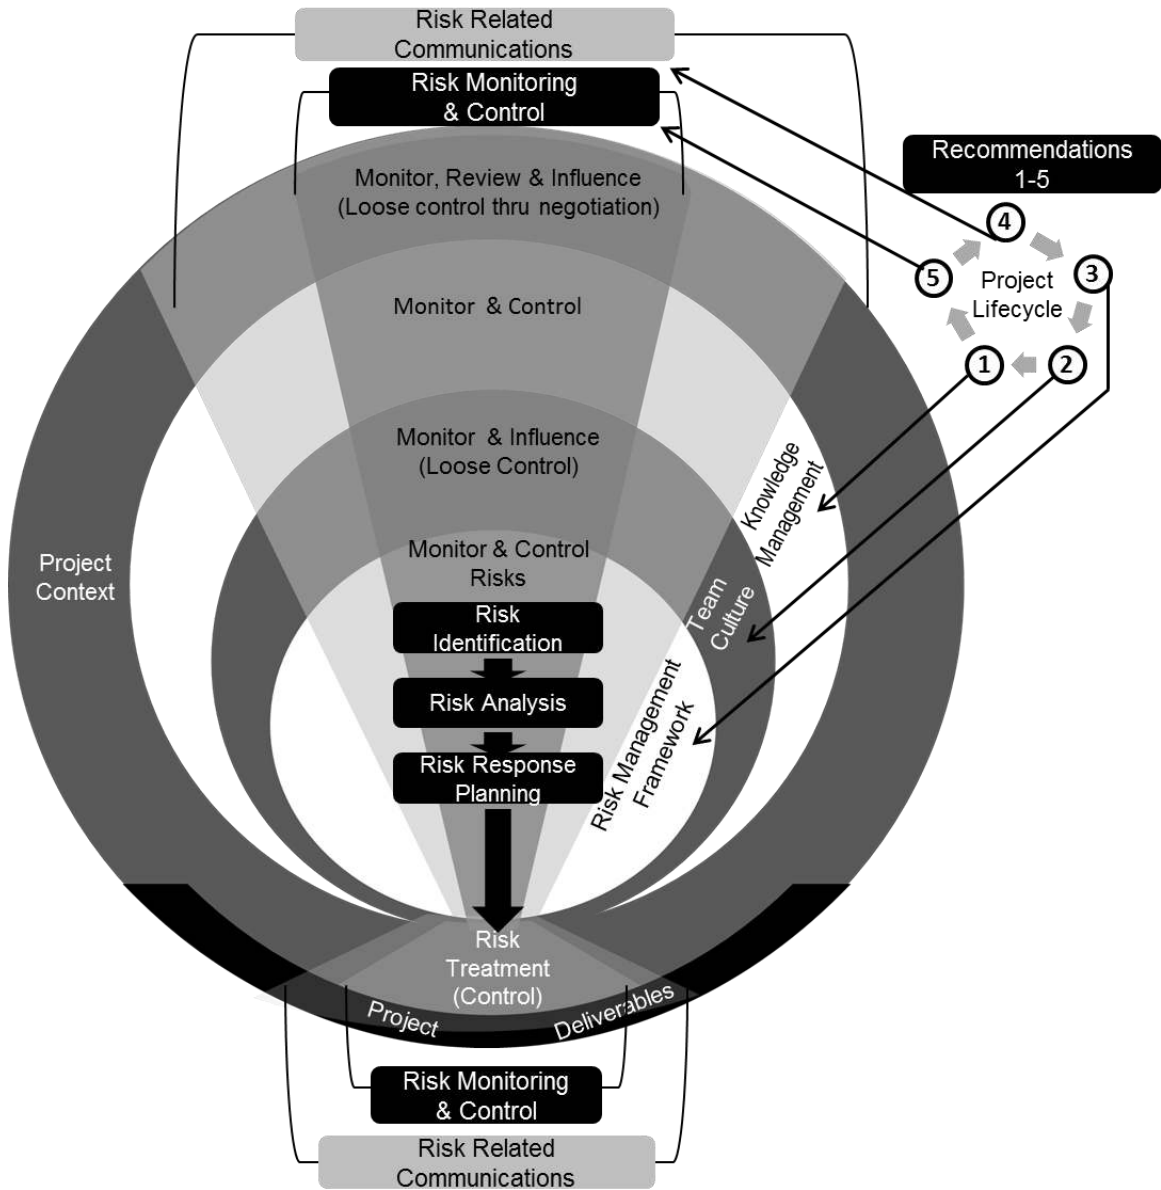 Risk Related
Communications
Risk Monitoring
& Control
Recommendations
1-5
Monitor, Review & Influence
(Loose control thru negotiation)
4
5
3
Project
Lifecycle
1
2
Monitor & Control
Monitor & Influence
(Loose Control)
Knowledge
Management
Monitor & Control
Risks
Project
Context
Team
Culture
Risk
Identification
Risk Analysis
Risk Response
Planning
Risk Management
Framework
Risk
Treatment
(Control)
Project
Deliverables
Risk Monitoring
& Control
Risk Related
Communications